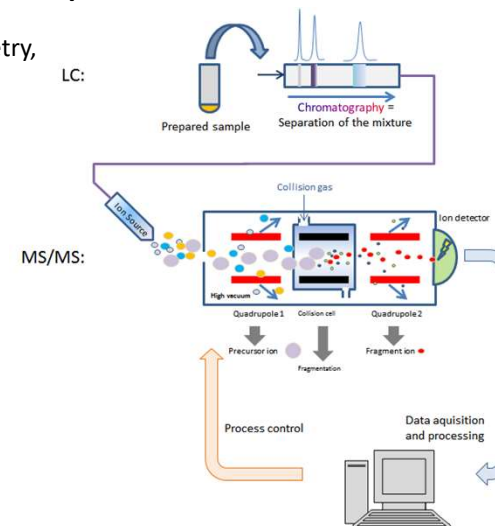 etry,
LC:
Prepared sample
Chromatography =
Separation of the mixture
Ion Source
Collision gas
Ion detector
MS/MS:
High vacuum
Quadrupole 1
Collision cell
Quadrupole 2
Precursor ion
Fragmentation
Fragment ion
Process control
Data aquisition
and processing